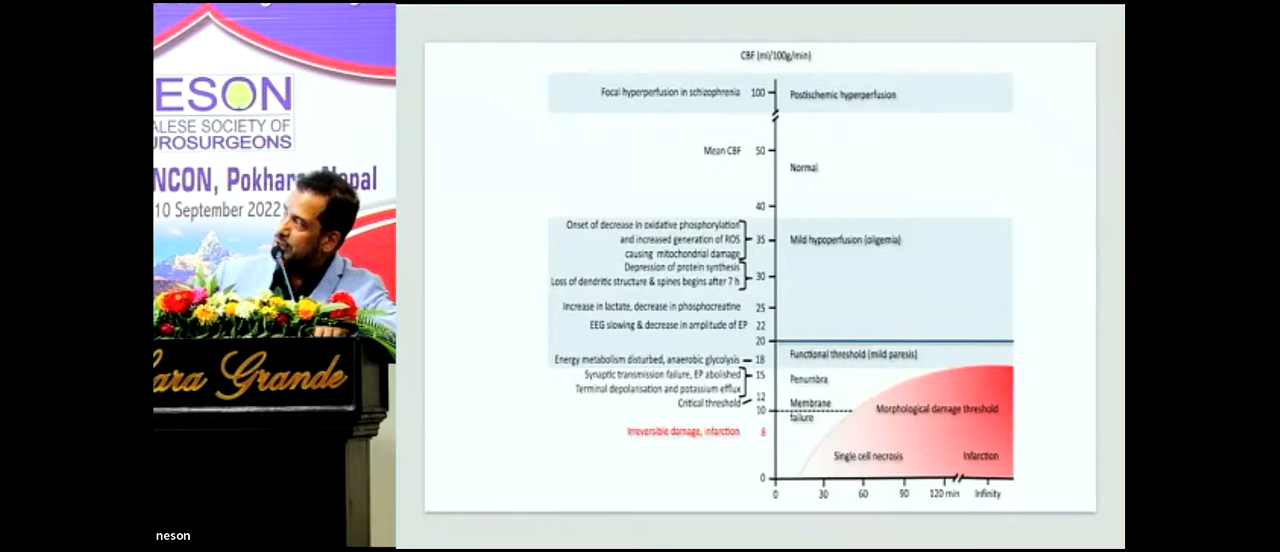 ESON
ALESE SOCIETY OF
UROSURGEONS
NCON, Pokhara, Nepal
10 September 2022
ara Grande
neson
CBF (ml/100g/min)
Focal hyperperfusion in schizophrenia 100 Postischemic hyperperfusion
Mean CBF 50
Normal
40
Onset of decrease in oxidative phosphorylation
and increased generation of ROS 35 Mild hypoperfusion (oligemia)
causing mitochondrial damage
Depression of protein synthesis
30
Loss of dendritic structure & spines begins after 7 h
Increase in lactate, decrease in phosphocreatine 25
EEG slowing & decrease in amplitude of EP 22
20
Functional threshold (mild paresis)
Energy metabolism disturbed, anaerobic glycolysis 18
Synaptic transmission failure, EP abolished 15 Penumbra
Terminal depolarisation and potassium efflux
12
Critical threshold Membrane
10 Morphological damage threshold
failure
Irreversible damage, infarction 8
Single cell necrosis Infarction
0
0 30 60 90 120 min Infinity